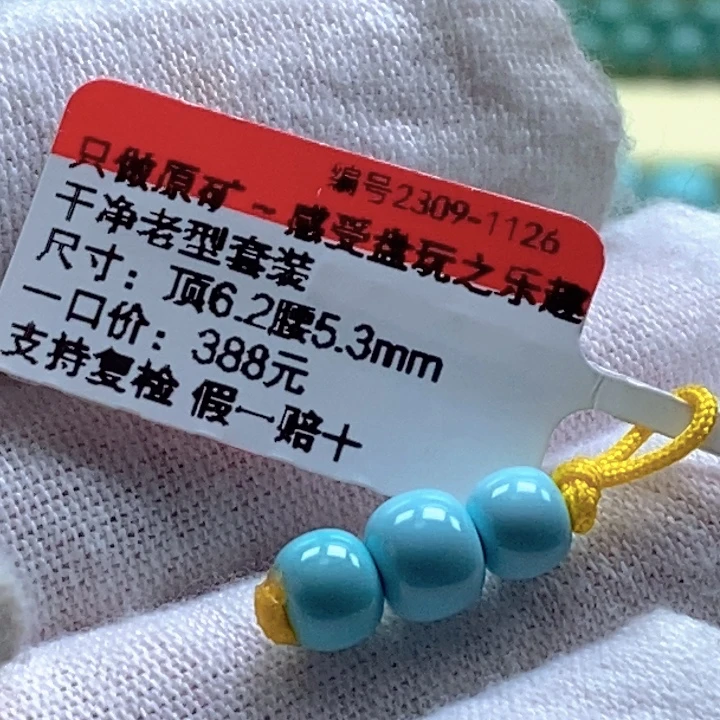 编号2309-1126
只做原矿~感受盘玩之乐趣
干净老型套装
尺寸：顶6.2腰5.3mm
一口价：388元
支持复检 假一赔十